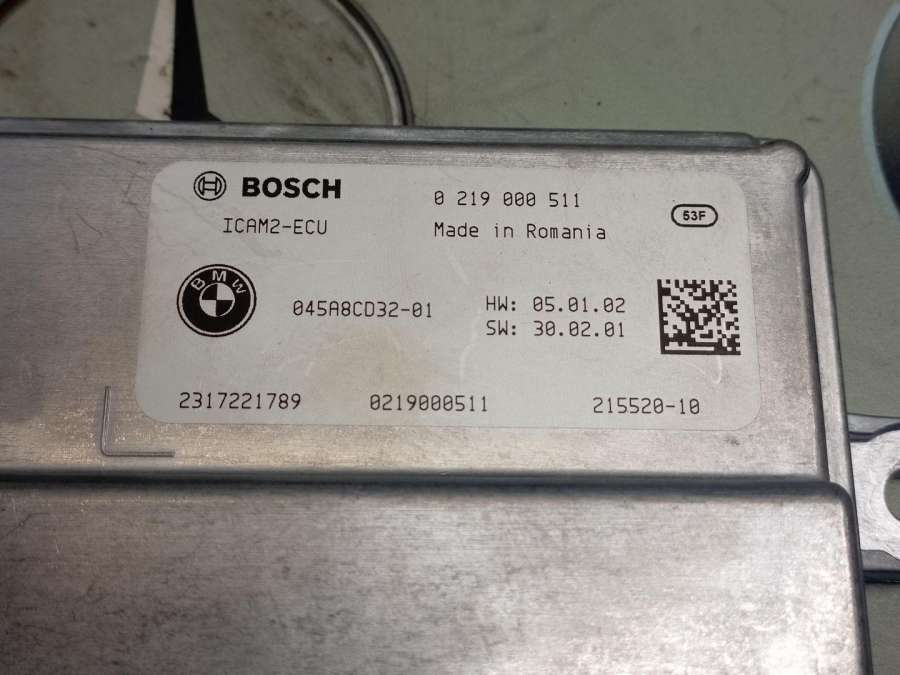 BOSCH 0 219 000 511
ICAM2-ECU Made in Romania 53F
BMW
045A8CD32-01 HW: 05.01.02
SW: 30.02.01
2317221789 0219000511 215520-10